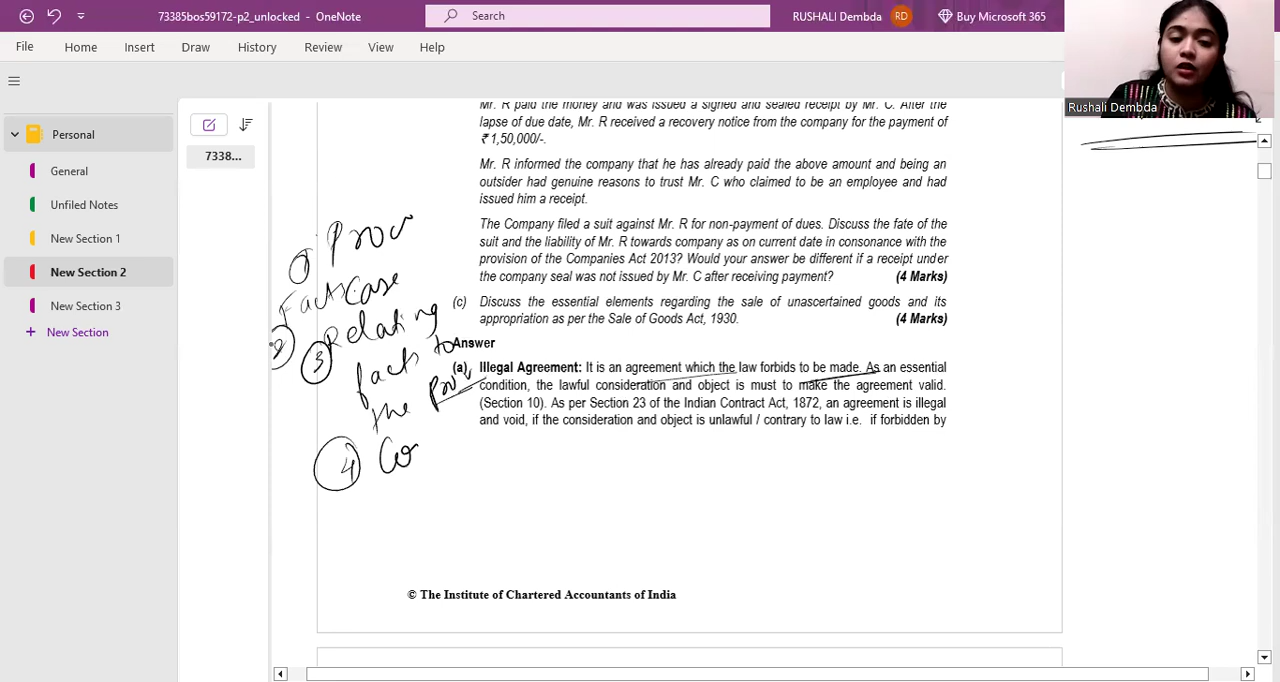 73385bos59172-p2_unlocked - OneNote
Search
RUSHALI Dembda
RD
Buy Microsoft 365
File
Home
Insert
Draw
History
Review
View
Help
Personal
General
Unfiled Notes
New Section 1
New Section 2
New Section 3
+ New Section
7338...
Rushali Dembda
Mr. R paid the money and was issued a signed and sealed receipt by Mr. C. After the
lapse of due date, Mr. R received a recovery notice from the company for the payment of
₹ 1,50,000/-.
Mr. R informed the company that he has already paid the above amount and being an
outsider had genuine reasons to trust Mr. C who claimed to be an employee and had
issued him a receipt.
The Company filed a suit against Mr. R for non-payment of dues. Discuss the fate of the
suit and the liability of Mr. R towards company as on current date in consonance with the
provision of the Companies Act 2013? Would your answer be different if a receipt under
the company seal was not issued by Mr. C after receiving payment? (4 Marks)
(c) Discuss the essential elements regarding the sale of unascertained goods and its
appropriation as per the Sale of Goods Act, 1930. (4 Marks)
Answer
(a) Illegal Agreement: It is an agreement which the law forbids to be made. As an essential
condition, the lawful consideration and object is must to make the agreement valid.
(Section 10). As per Section 23 of the Indian Contract Act, 1872, an agreement is illegal
and void, if the consideration and object is unlawful / contrary to law i.e. if forbidden by
① Prov
② Facts Case
③ Relating
facts to
the Prov
④ Co
© The Institute of Chartered Accountants of India